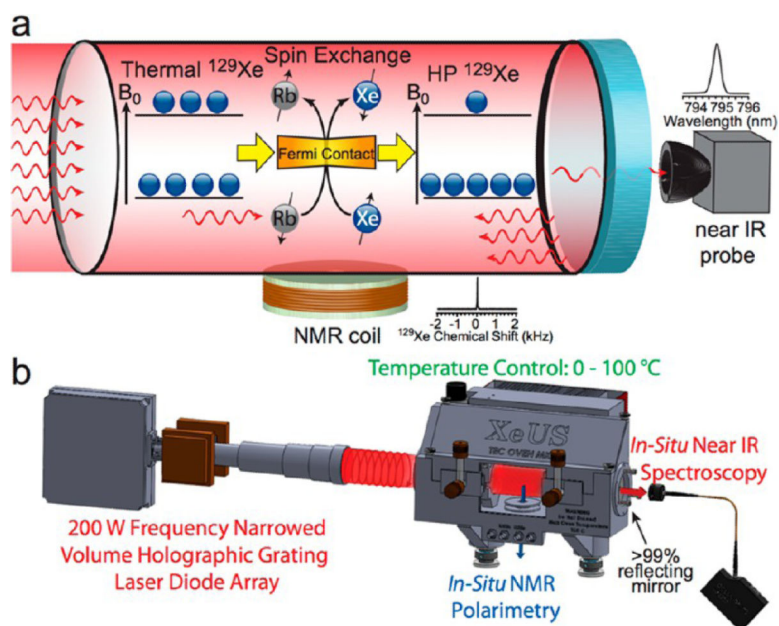 a
Thermal ¹²⁹Xe
Spin Exchange
HP ¹²⁹Xe
B₀
B₀
Rb
Xe
Fermi Contact
Rb
Xe
794 795 796
Wavelength (nm)
near IR
probe
NMR coil
-2 -1 0 1 2
¹²⁹Xe Chemical Shift (kHz)
b
Temperature Control: 0 - 100 °C
XeUS
In-Situ Near IR
Spectroscopy
200 W Frequency Narrowed
Volume Holographic Grating
Laser Diode Array
In-Situ NMR
Polarimetry
>99%
reflecting
mirror